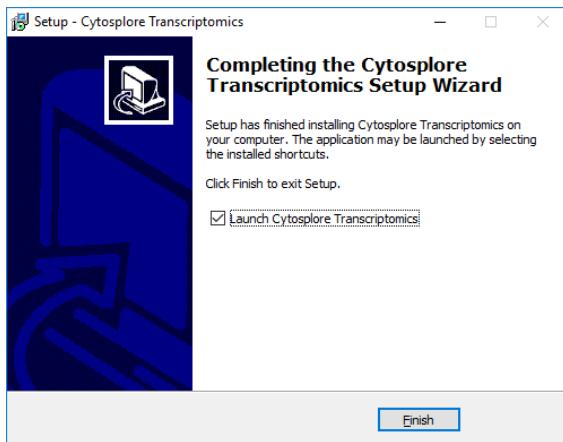 Setup - Cytosplore Transcriptomics
Completing the Cytosplore
Transcriptomics Setup Wizard
Setup has finished installing Cytosplore Transcriptomics on
your computer. The application may be launched by selecting
the installed shortcuts.
Click Finish to exit Setup.
Launch Cytosplore Transcriptomics
Finish